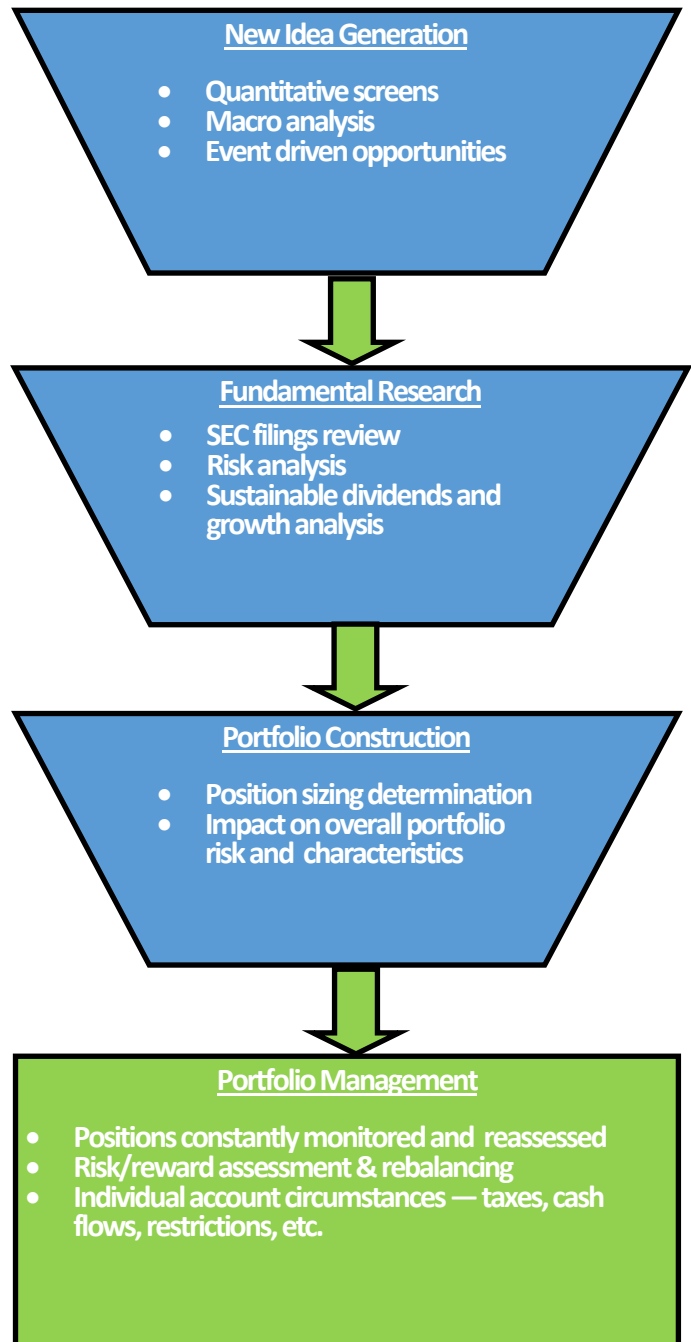 New Idea Generation
• Quantitative screens
• Macro analysis
• Event driven opportunities
Fundamental Research
• SEC filings review
• Risk analysis
• Sustainable dividends and
growth analysis
Portfolio Construction
• Position sizing determination
• Impact on overall portfolio
risk and characteristics
Portfolio Management
• Positions constantly monitored and reassessed
• Risk/reward assessment & rebalancing
• Individual account circumstances — taxes, cash
flows, restrictions, etc.